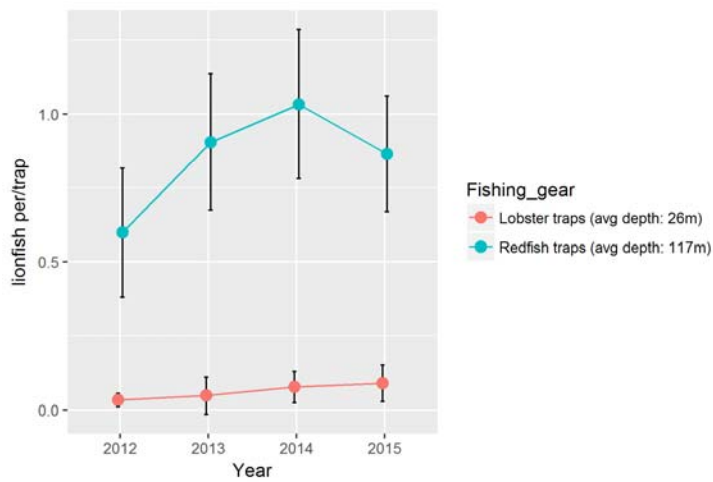 lionfish per/trap
1.0
0.5
0.0
2012 2013 2014 2015
Year
Fishing_gear
Lobster traps (avg depth: 26m)
Redfish traps (avg depth: 117m)